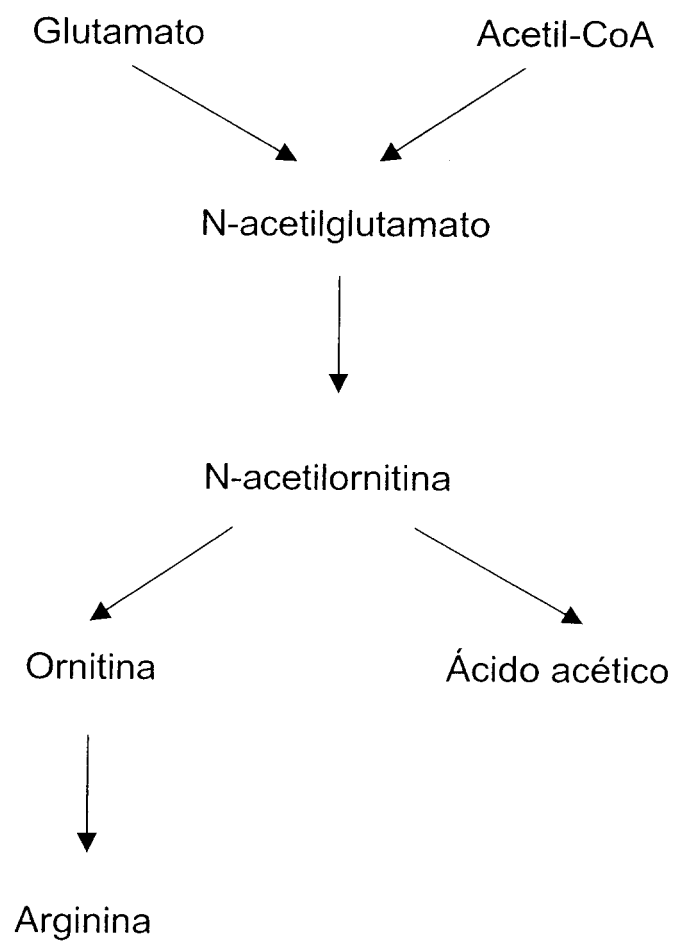 Glutamato
Acetil-CoA
N-acetilglutamato
N-acetilornitina
Ornitina
Ácido acético
Arginina